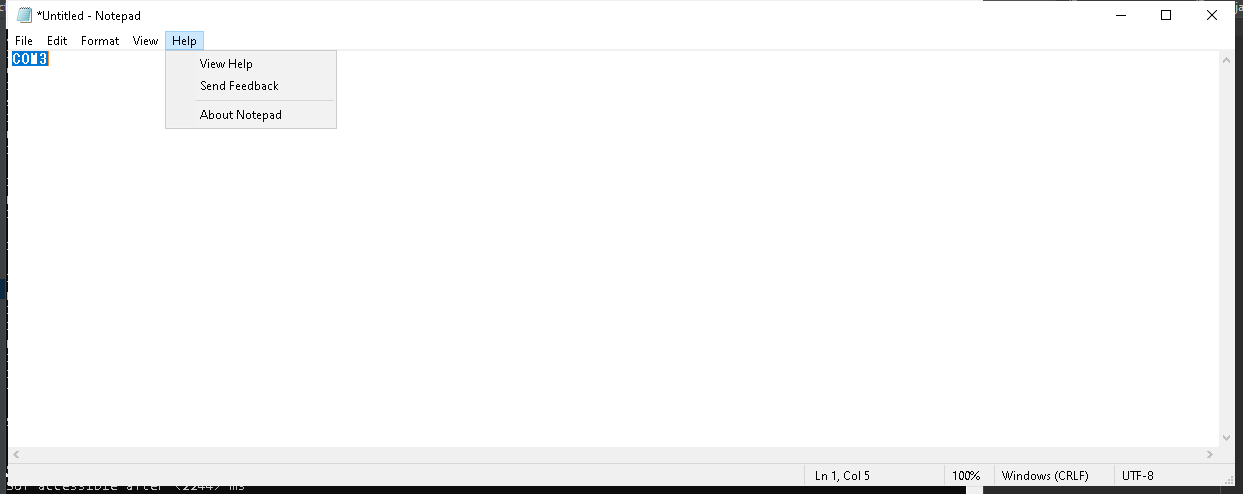 *Untitled - Notepad
File Edit Format View Help
COM3
View Help
Send Feedback
About Notepad
Ln 1, Col 5 100% Windows (CRLF) UTF-8
accessible after <2244> ms